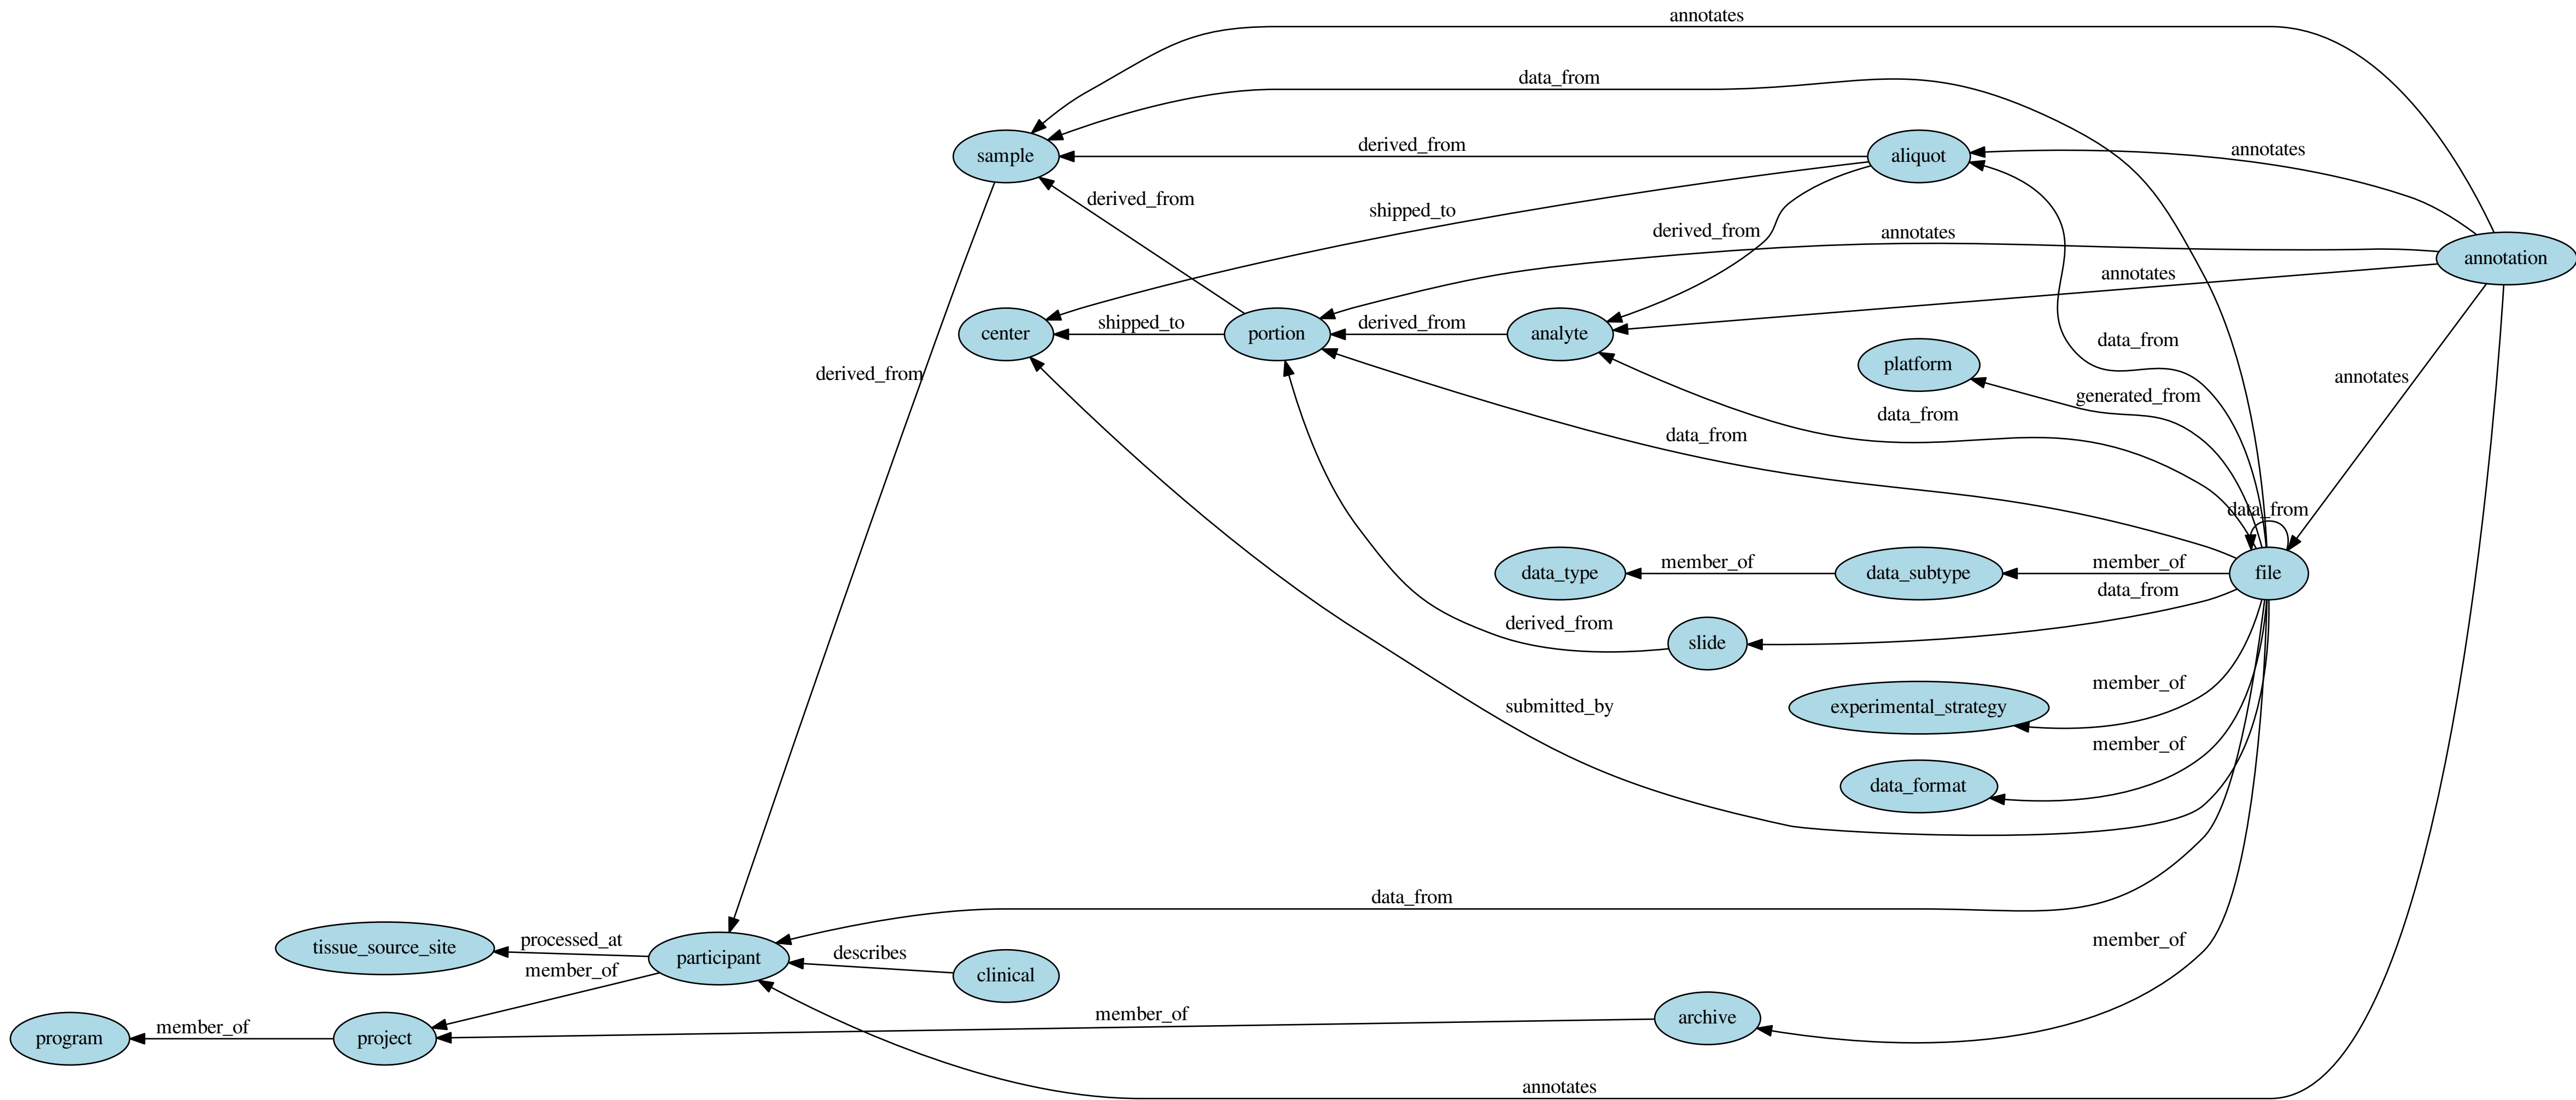 annotates
data_from
sample
derived_from
aliquot
annotates
derived_from
shipped_to
derived_from
annotates
annotation
annotates
center
shipped_to
portion
derived_from
analyte
data_from
platform
derived_from
annotates
generated_from
data_from
data_from
data_from
data_type
member_of
data_subtype
member_of
file
data_from
derived_from
slide
member_of
submitted_by
experimental_strategy
member_of
data_format
data_from
tissue_source_site
processed_at
participant
describes
member_of
member_of
clinical
program
member_of
project
member_of
archive
annotates